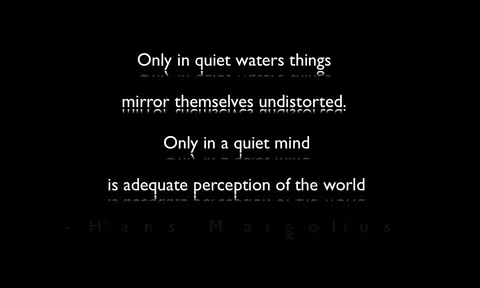 Only in quiet waters things
mirror themselves undistorted.
Only in a quiet mind
is adequate perception of the world
- Hans Margolius